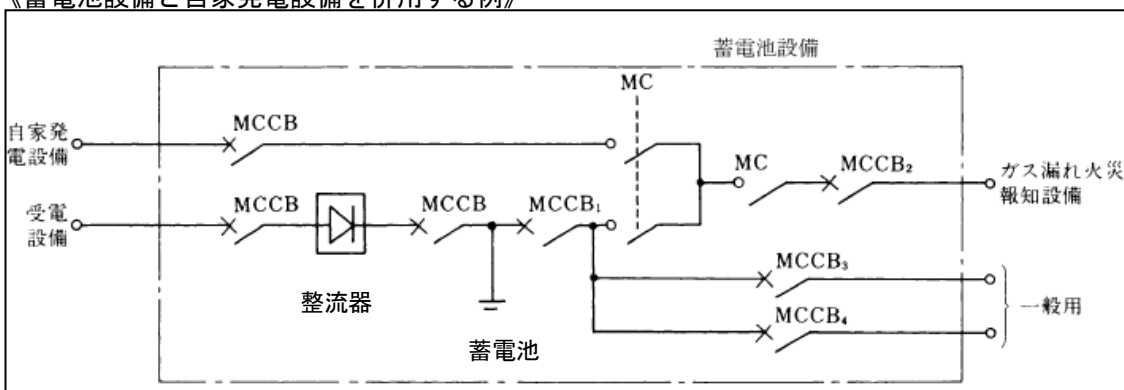 《蓄電池設備と自家発電設備を併用する例》
蓄電池設備
MC
自家発
電設備
MCCB
MC
MCCB₂
ガス漏れ火災
報知設備
受電
設備
MCCB
MCCB
MCCB₁
整流器
蓄電池
MCCB₃
MCCB₄
一般用